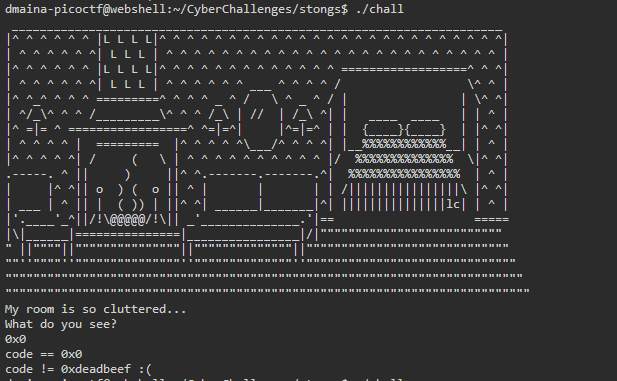 dmaina-picoctf@webshell:~/CyberChallenges/stongs$ ./chall
My room is so cluttered...
What do you see?
0x0
code == 0x0
code != 0xdeadbeef :(